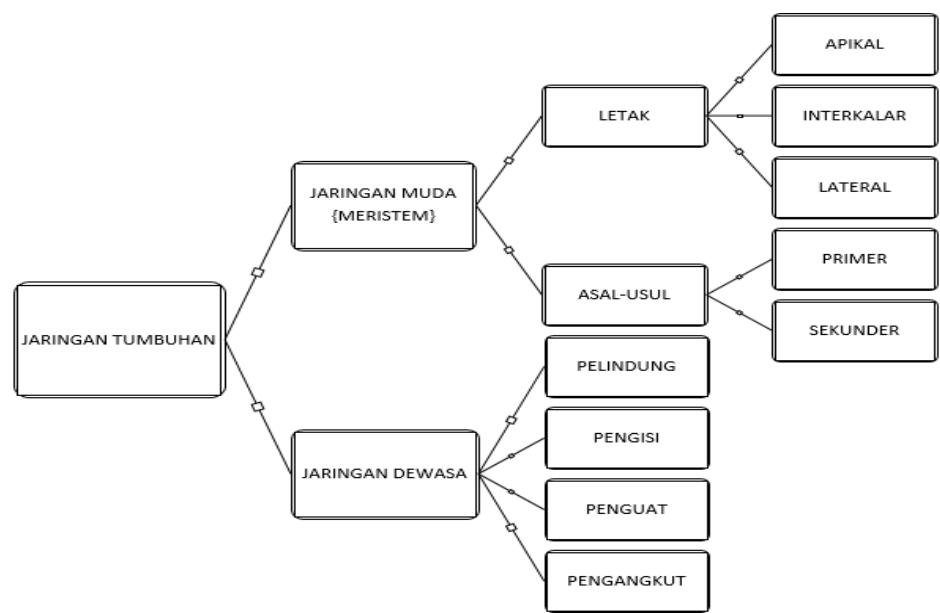 JARINGAN TUMBUHAN
JARINGAN MUDA
{MERISTEM}
LETAK
APIKAL
INTERKALAR
LATERAL
ASAL-USUL
PRIMER
SEKUNDER
JARINGAN DEWASA
PELINDUNG
PENGISI
PENGUAT
PENGANGKUT